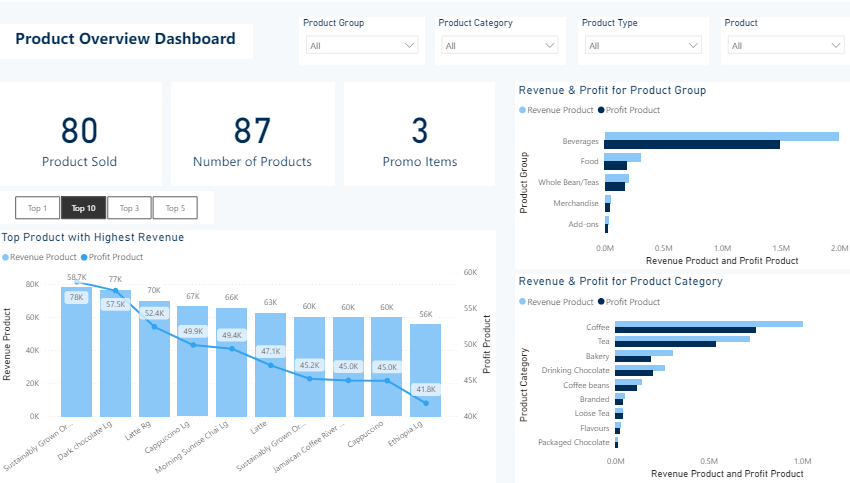 Product Overview Dashboard
Product Group
All
Product Category
All
Product Type
All
Product
All
80
Product Sold
87
Number of Products
3
Promo Items
Top 1
Top 10
Top 3
Top 5
Top Product with Highest Revenue
Revenue Product
Profit Product
Revenue Product
80K
60K
40K
20K
0K
58.7K
77K
70K
67K
66K
63K
60K
60K
60K
56K
78K
57.5K
52.4K
49.9K
49.4K
47.1K
45.2K
45.0K
45.0K
41.8K
60K
55K
50K
45K
40K
Profit Product
Sustainably Grown Or...
Dark chocolate Lg
Latte Rg
Cappuccino Lg
Morning Sunrise Chai Lg
Latte
Sustainably Grown Or...
Jamaican Coffee River ...
Cappuccino
Ethiopia Lg
Revenue & Profit for Product Group
Revenue Product
Profit Product
Product Group
Beverages
Food
Whole Bean/Teas
Merchandise
Add-ons
0.0M
0.5M
1.0M
1.5M
2.0M
Revenue Product and Profit Product
Revenue & Profit for Product Category
Revenue Product
Profit Product
Product Category
Coffee
Tea
Bakery
Drinking Chocolate
Coffee beans
Branded
Loose Tea
Flavours
Packaged Chocolate
0.0M
0.5M
1.0M
Revenue Product and Profit Product